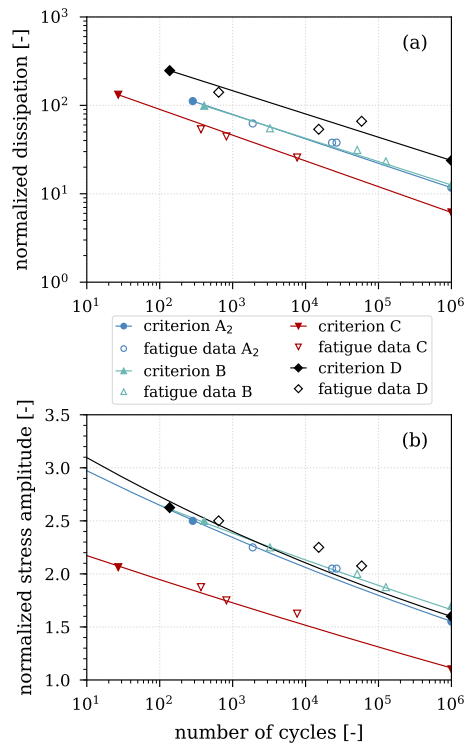 10³
(a)
10²
10¹
10⁰
normalized dissipation [-]
10¹ 10² 10³ 10⁴ 10⁵ 10⁶
criterion A₂
fatigue data A₂
criterion B
fatigue data B
criterion C
fatigue data C
criterion D
fatigue data D
3.5
(b)
3.0
2.5
2.0
1.5
1.0
normalized stress amplitude [-]
10¹ 10² 10³ 10⁴ 10⁵ 10⁶
number of cycles [-]